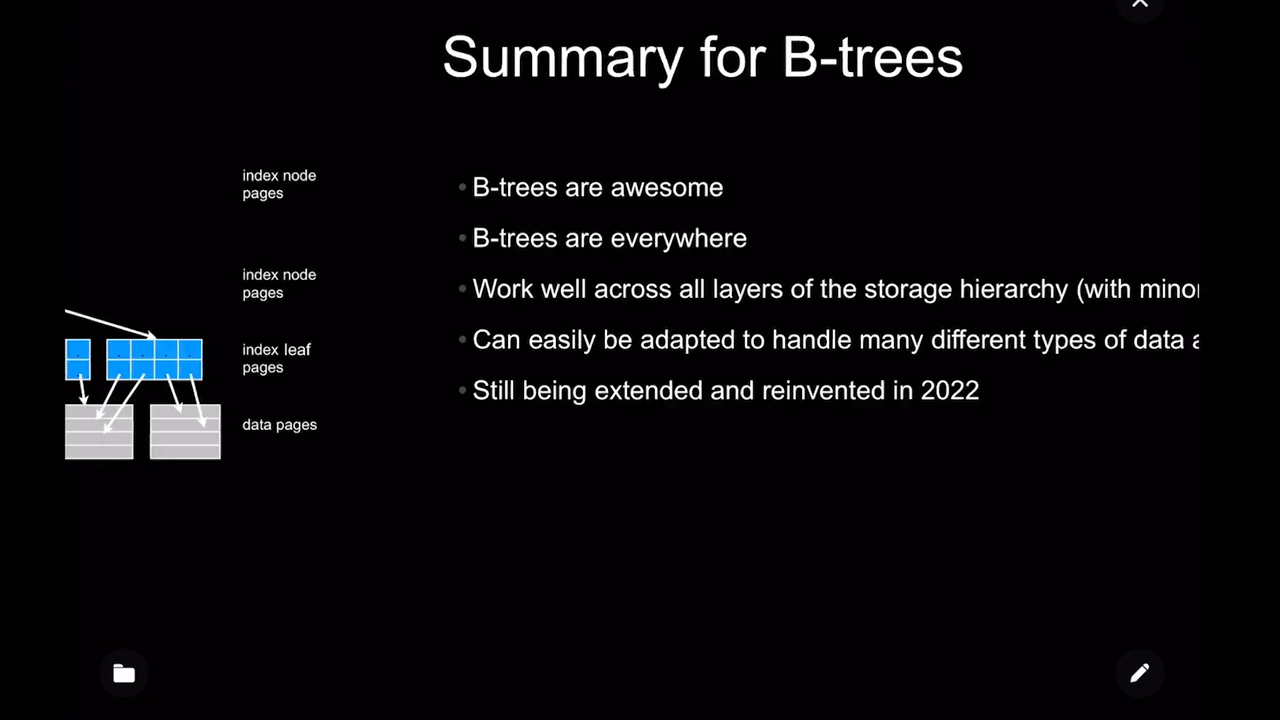 Summary for B-trees
index node
pages
index node
pages
index leaf
pages
data pages
• B-trees are awesome
• B-trees are everywhere
• Work well across all layers of the storage hierarchy (with minor
• Can easily be adapted to handle many different types of data a
• Still being extended and reinvented in 2022